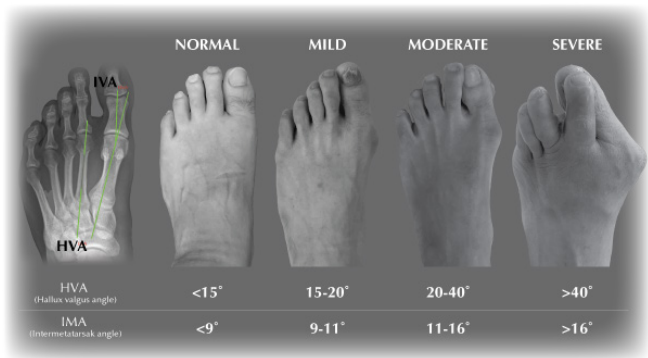 NORMAL MILD MODERATE SEVERE
IVA
HVA
HVA <15° 15-20° 20-40° >40°
(Hallux valgus angle)
IMA <9° 9-11° 11-16° >16°
(Intermetatarsak angle)